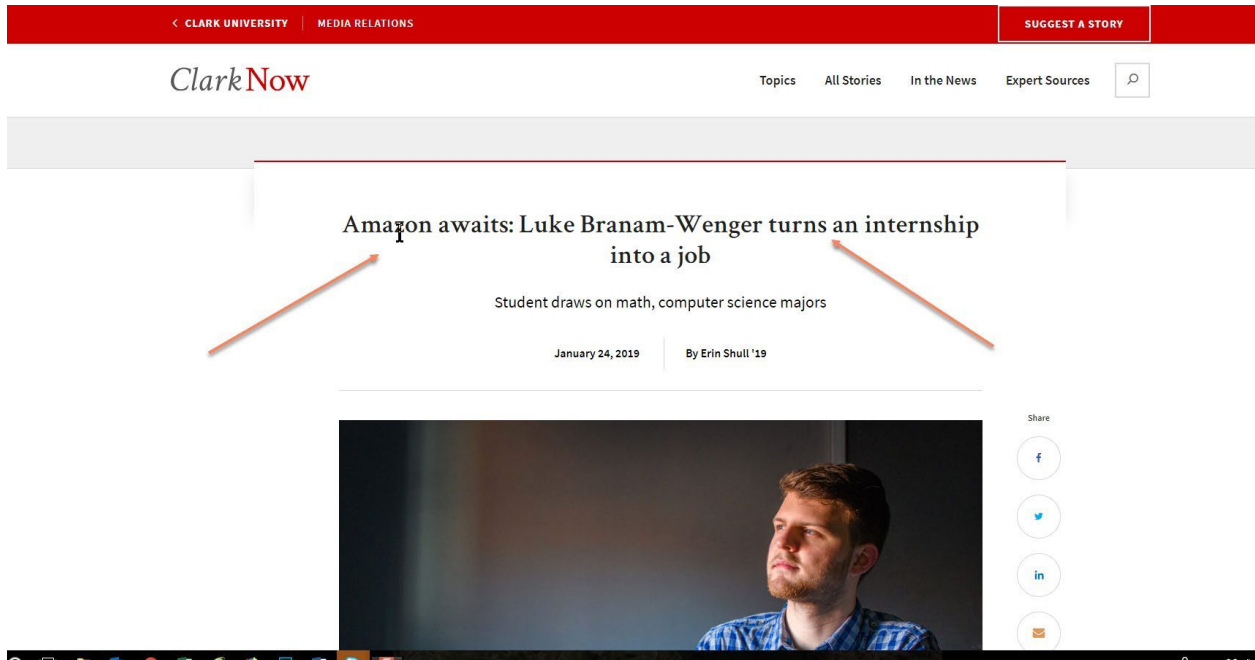 < CLARK UNIVERSITY | MEDIA RELATIONS SUGGEST A STORY
ClarkNow Topics All Stories In the News Expert Sources
Amazon awaits: Luke Branam-Wenger turns an internship
into a job
Student draws on math, computer science majors
January 24, 2019 By Erin Shull '19
Share
f
in